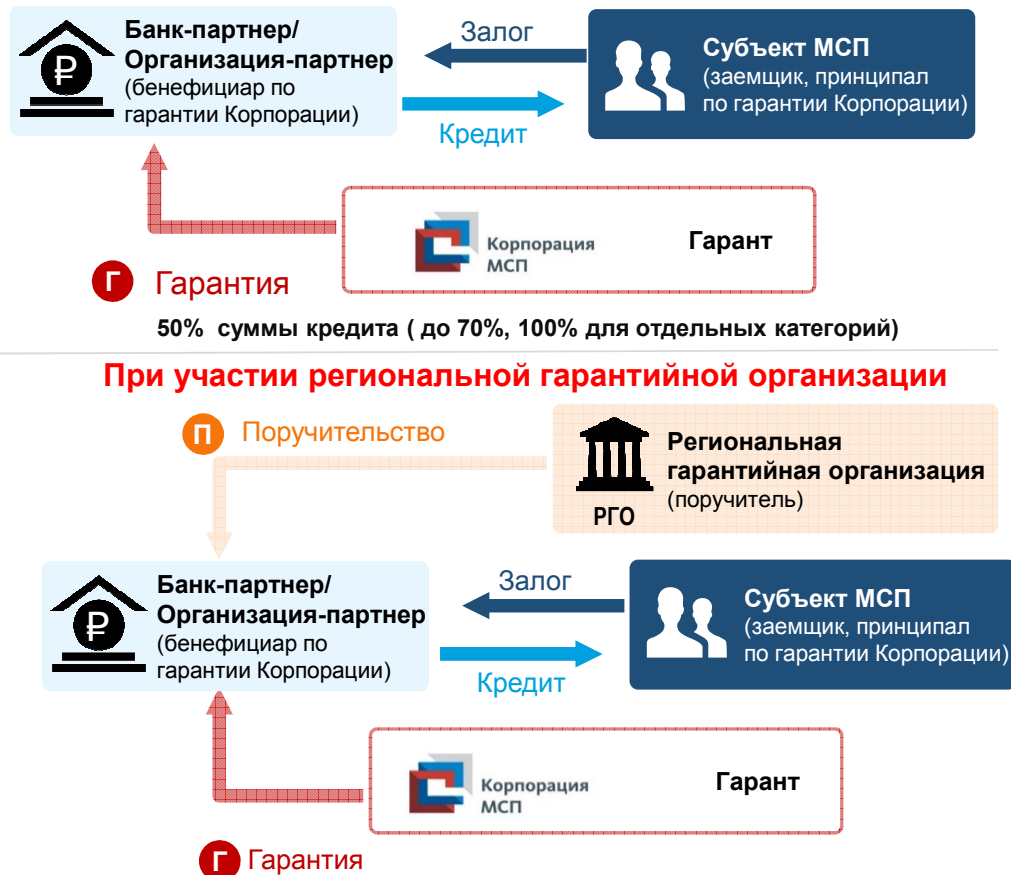 Банк-партнер/
Организация-партнер
(бенефициар по
гарантии Корпорации)
Залог
Кредит
Субъект МСП
(заемщик, принципал
по гарантии Корпорации)
Корпорация
МСП
Гарант
Г Гарантия
50% суммы кредита ( до 70%, 100% для отдельных категорий)
При участии региональной гарантийной организации
П Поручительство
РГО
Региональная
гарантийная организация
(поручитель)
Банк-партнер/
Организация-партнер
(бенефициар по
гарантии Корпорации)
Залог
Кредит
Субъект МСП
(заемщик, принципал
по гарантии Корпорации)
Корпорация
МСП
Гарант
Г Гарантия